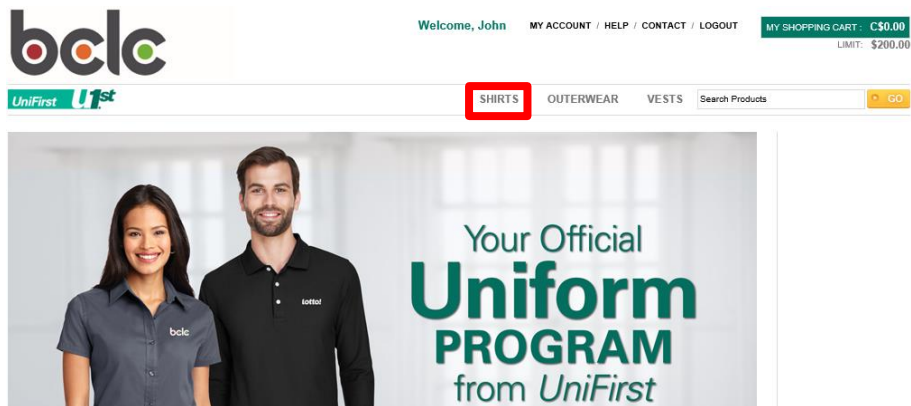 bclc
Welcome, John
MY ACCOUNT / HELP / CONTACT / LOGOUT
MY SHOPPING CART : C$0.00
LIMIT: $200.00
UniFirst U1st
SHIRTS OUTERWEAR VESTS Search Products GO
Your Official
Uniform
PROGRAM
from UniFirst
bclc
lotto!